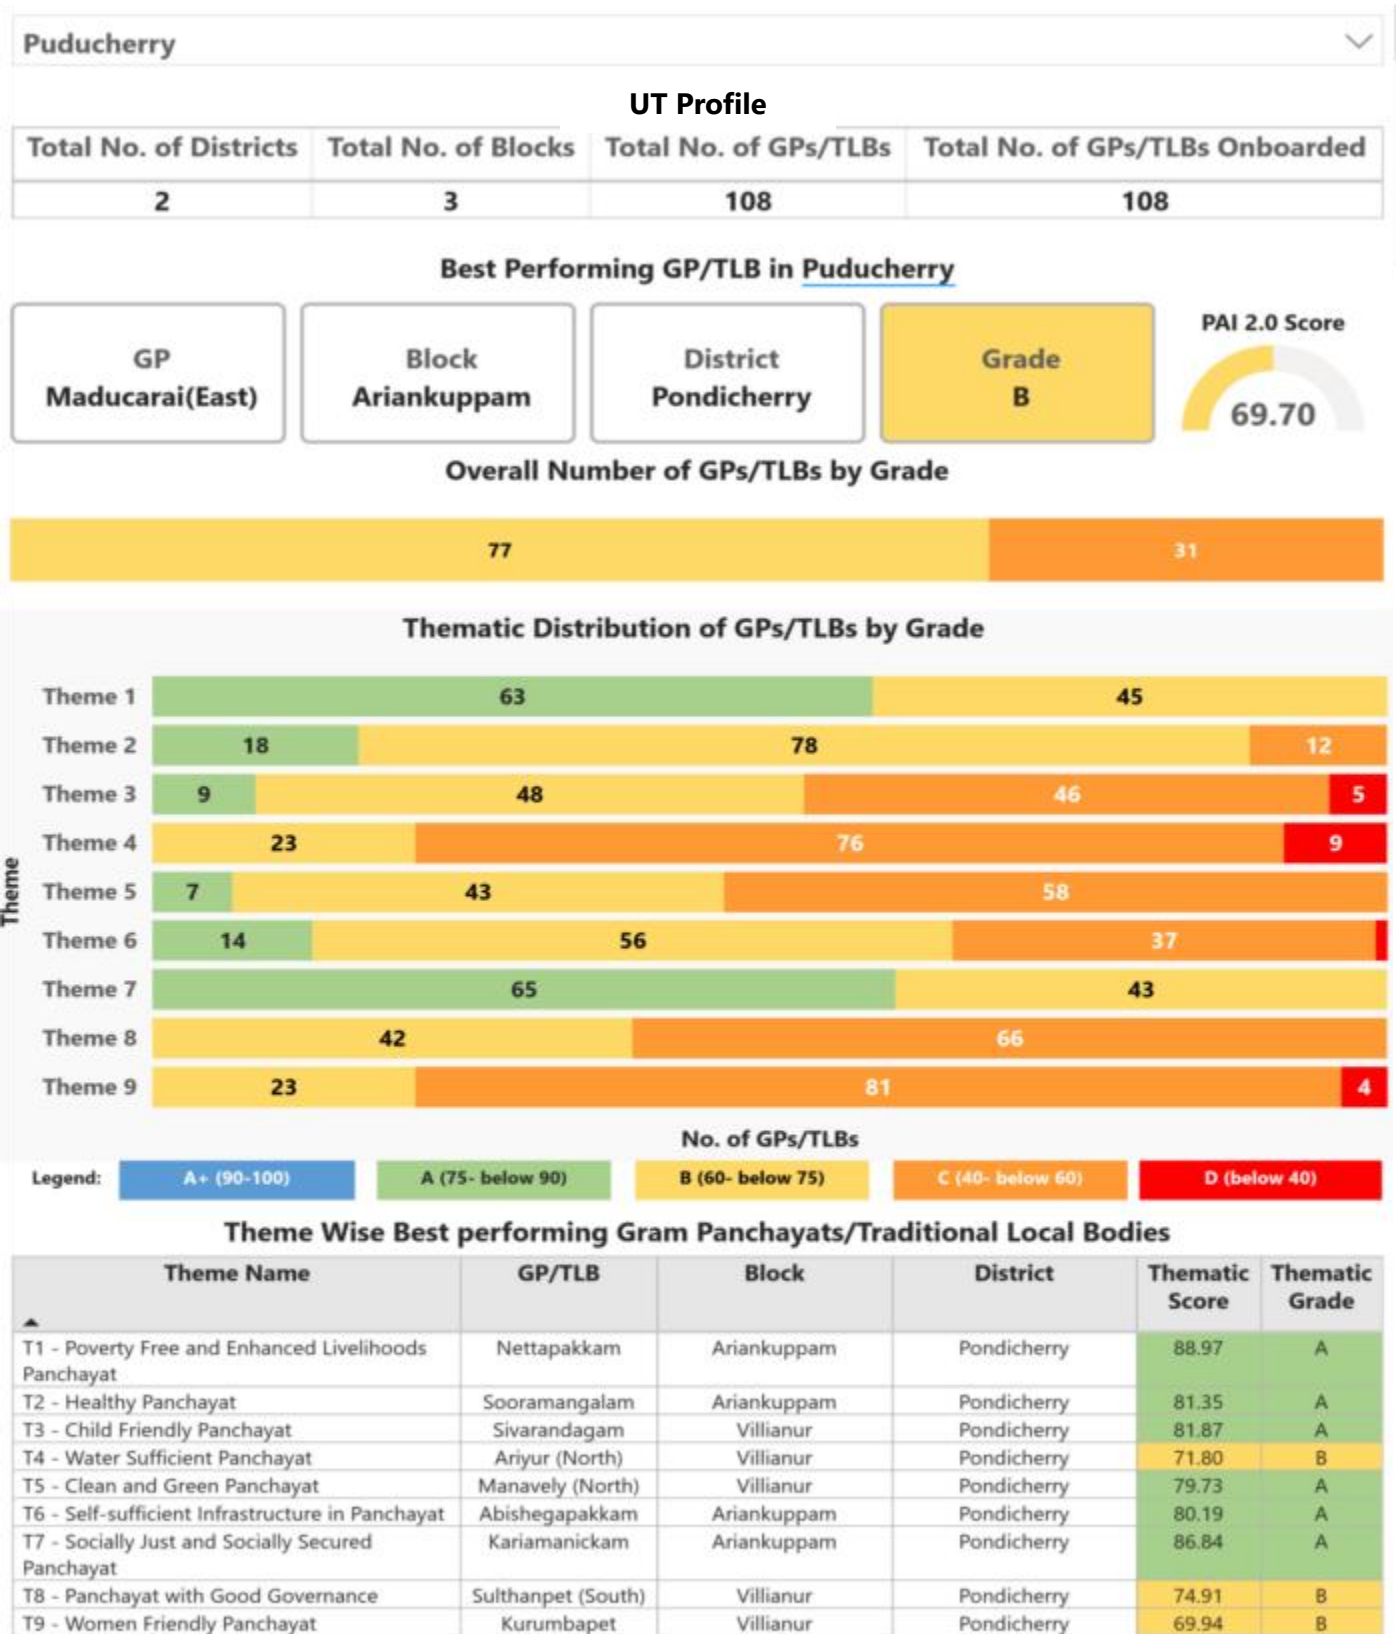 Puducherry
UT Profile
Total No. of Districts Total No. of Blocks Total No. of GPs/TLBs Total No. of GPs/TLBs Onboarded
2 3 108 108
Best Performing GP/TLB in Puducherry
GP Block District Grade PAI 2.0 Score
Maducarai(East) Ariankuppam Pondicherry B 69.70
Overall Number of GPs/TLBs by Grade
77 31
Thematic Distribution of GPs/TLBs by Grade
Theme
Theme 1 63 45
Theme 2 18 78 12
Theme 3 9 48 46 5
Theme 4 23 76 9
Theme 5 7 43 58
Theme 6 14 56 37
Theme 7 65 43
Theme 8 42 66
Theme 9 23 81 4
No. of GPs/TLBs
Legend: A+ (90-100) A (75- below 90) B (60- below 75) C (40- below 60) D (below 40)
Theme Wise Best performing Gram Panchayats/Traditional Local Bodies
Theme Name GP/TLB Block District Thematic Thematic
Score Grade
T1 - Poverty Free and Enhanced Livelihoods Nettapakkam Ariankuppam Pondicherry 88.97 A
Panchayat
T2 - Healthy Panchayat Sooramangalam Ariankuppam Pondicherry 81.35 A
T3 - Child Friendly Panchayat Sivarandagam Villianur Pondicherry 81.87 A
T4 - Water Sufficient Panchayat Ariyur (North) Villianur Pondicherry 71.80 B
T5 - Clean and Green Panchayat Manavely (North) Villianur Pondicherry 79.73 A
T6 - Self-sufficient Infrastructure in Panchayat Abishegapakkam Ariankuppam Pondicherry 80.19 A
T7 - Socially Just and Socially Secured Kariamanickam Ariankuppam Pondicherry 86.84 A
Panchayat
T8 - Panchayat with Good Governance Sulthanpet (South) Villianur Pondicherry 74.91 B
T9 - Women Friendly Panchayat Kurumbapet Villianur Pondicherry 69.94 B